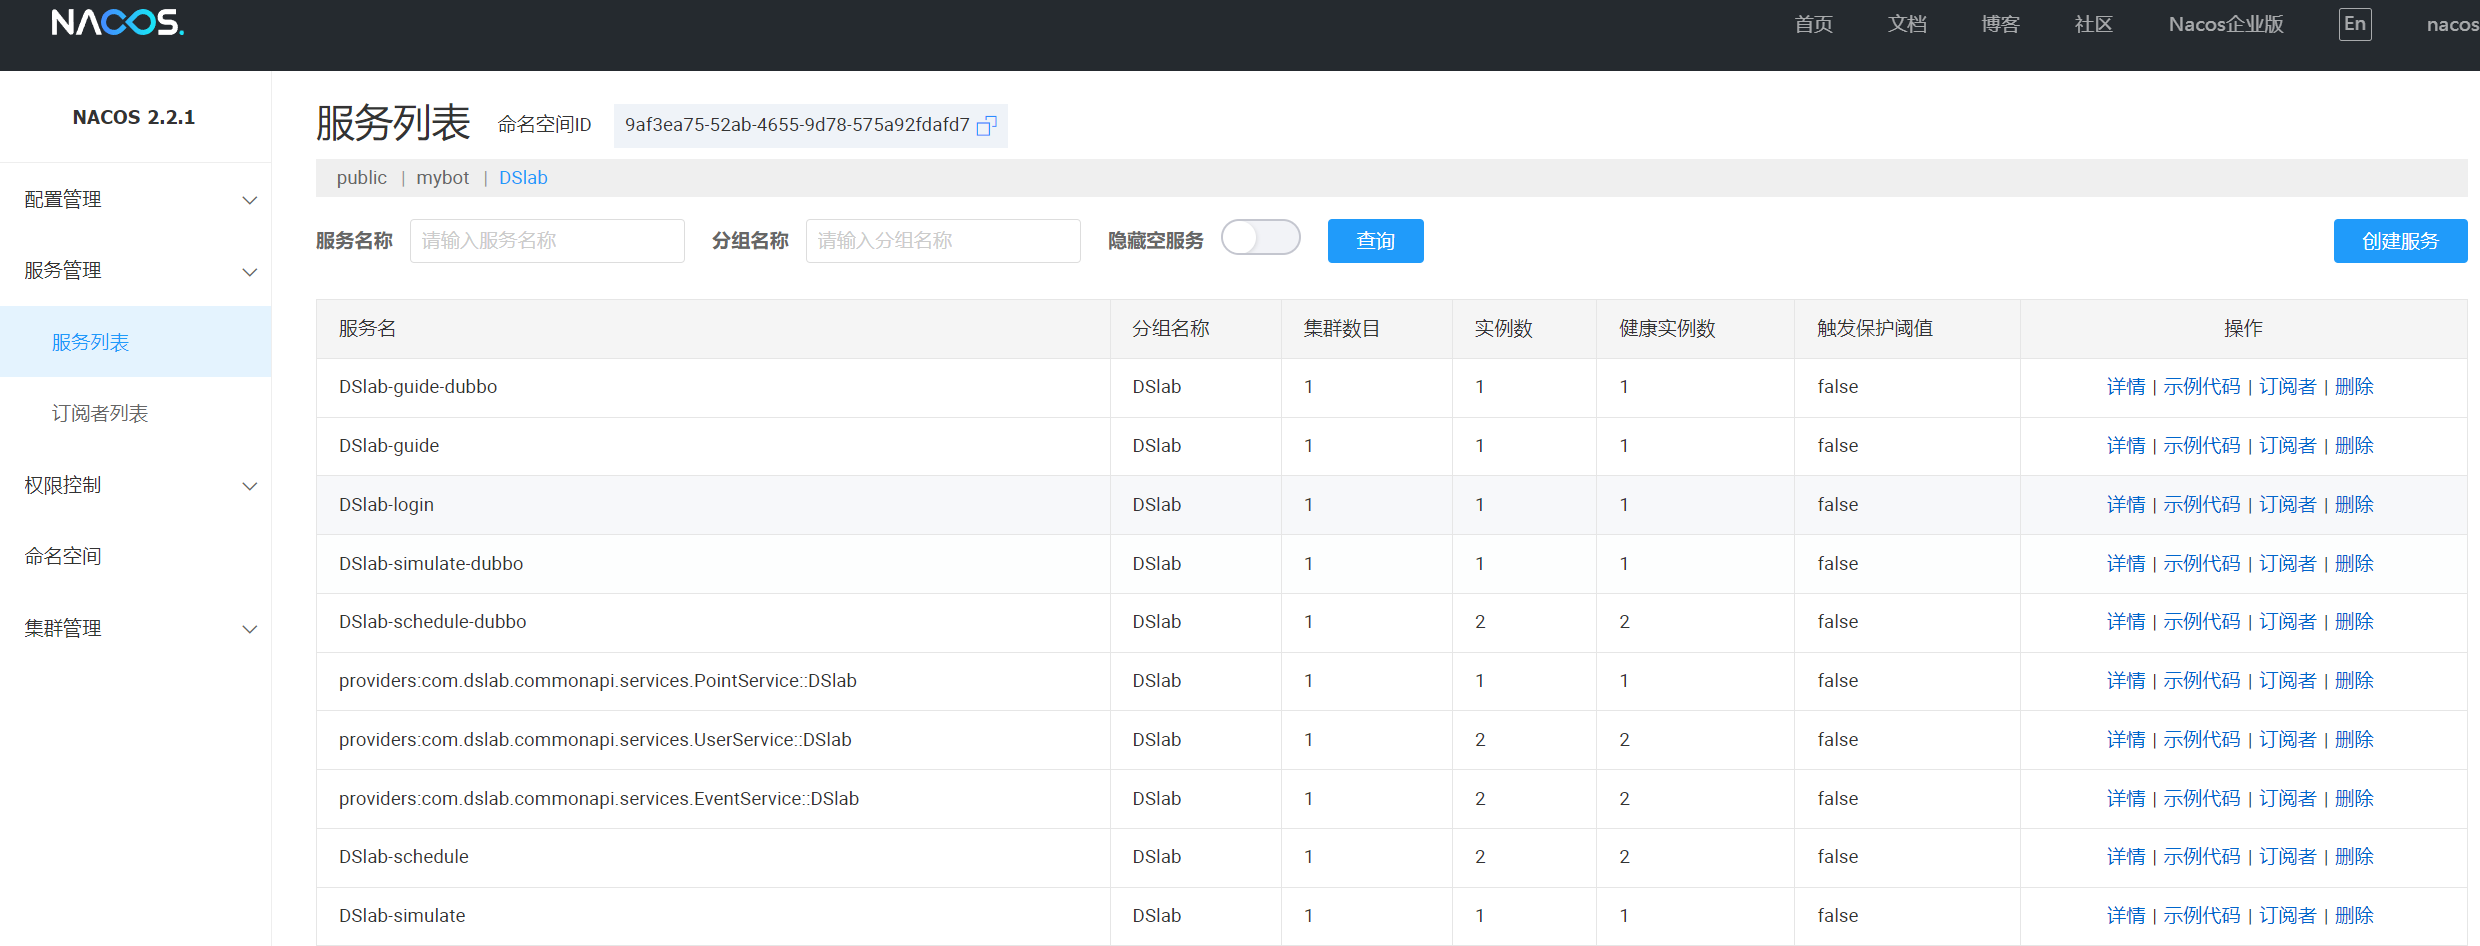 NACOS.
首页 文档 博客 社区 Nacos企业版 En nacos
NACOS 2.2.1
配置管理
服务管理
服务列表
订阅者列表
权限控制
命名空间
集群管理
服务列表 命名空间ID 9af3ea75-52ab-4655-9d78-575a92fdafd7
public | mybot | DSlab
服务名称 请输入服务名称 分组名称 请输入分组名称 隐藏空服务 查询 创建服务
服务名 分组名称 集群数目 实例数 健康实例数 触发保护阈值 操作
DSlab-guide-dubbo DSlab 1 1 1 false 详情 | 示例代码 | 订阅者 | 删除
DSlab-guide DSlab 1 1 1 false 详情 | 示例代码 | 订阅者 | 删除
DSlab-login DSlab 1 1 1 false 详情 | 示例代码 | 订阅者 | 删除
DSlab-simulate-dubbo DSlab 1 1 1 false 详情 | 示例代码 | 订阅者 | 删除
DSlab-schedule-dubbo DSlab 1 2 2 false 详情 | 示例代码 | 订阅者 | 删除
providers:com.dslab.commonapi.services.PointService::DSlab DSlab 1 1 1 false 详情 | 示例代码 | 订阅者 | 删除
providers:com.dslab.commonapi.services.UserService::DSlab DSlab 1 2 2 false 详情 | 示例代码 | 订阅者 | 删除
providers:com.dslab.commonapi.services.EventService::DSlab DSlab 1 2 2 false 详情 | 示例代码 | 订阅者 | 删除
DSlab-schedule DSlab 1 2 2 false 详情 | 示例代码 | 订阅者 | 删除
DSlab-simulate DSlab 1 1 1 false 详情 | 示例代码 | 订阅者 | 删除